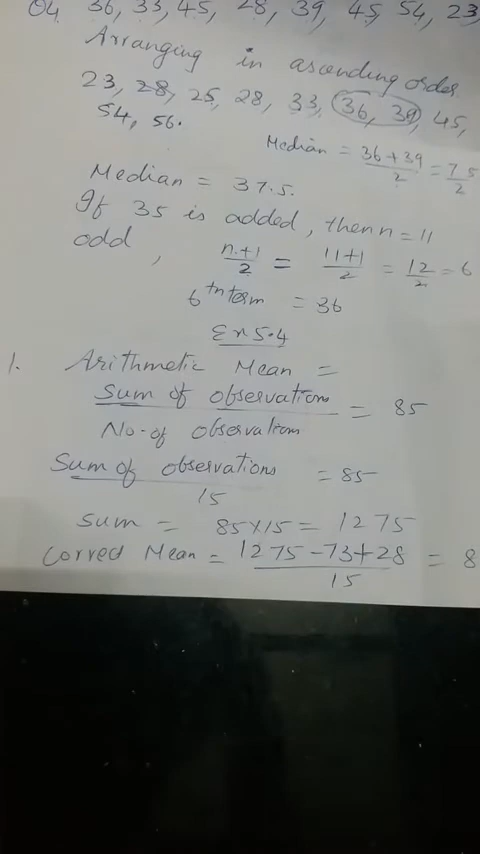 04 36, 33, 45, 28, 39, 45, 54, 23,
Arranging in ascending order
23, 28, 25, 28, 33, 36, 39, 45,
54, 56.
Median = 36+39/2 = 75/2
Median = 37.5.
If 35 is added, then n = 11
odd, n+1/2 = 11+1/2 = 12/2 = 6
6th term = 36
Ex 5.4
1. Arithmetic Mean =
Sum of observations/No. of observations = 85
Sum of observations/15 = 85
Sum = 85×15 = 1275
Correct Mean = 1275-73+28/15 = 8